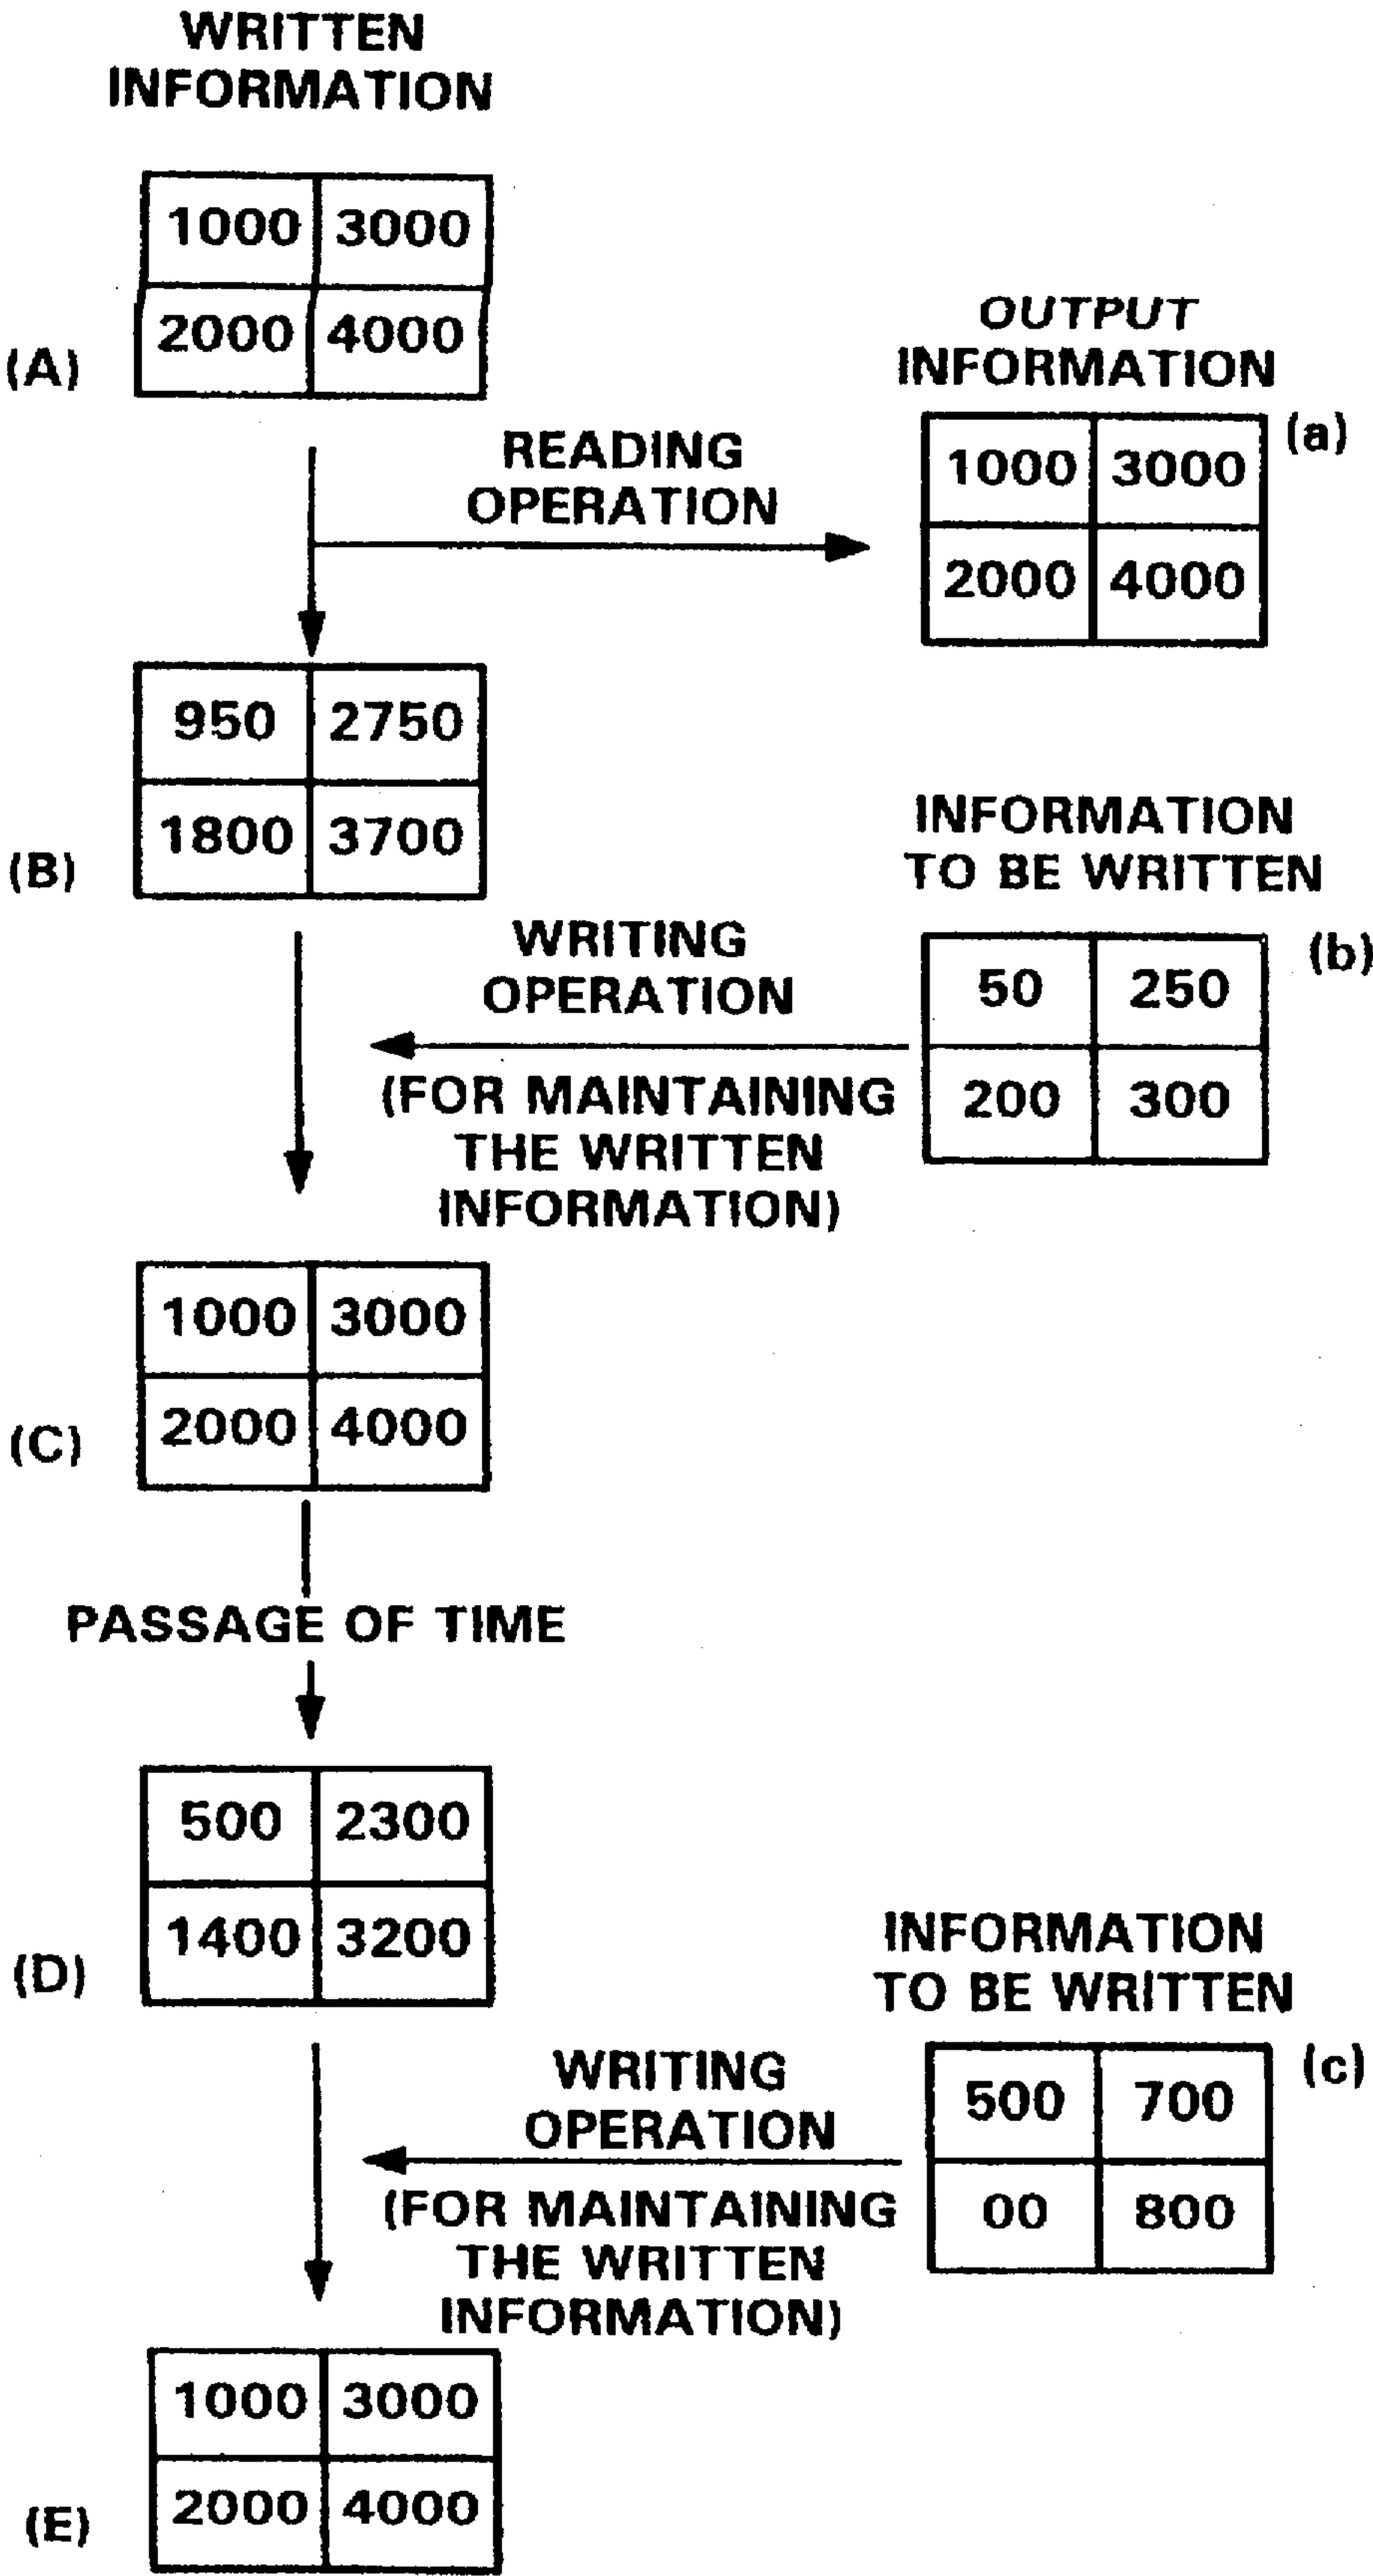 WRITTEN
INFORMATION
1000 3000
2000 4000
(A)
OUTPUT
INFORMATION
(a)
1000 3000
2000 4000
READING
OPERATION
950 2750
1800 3700
(B)
INFORMATION
TO BE WRITTEN
(b)
50 250
200 300
WRITING
OPERATION
(FOR MAINTAINING
THE WRITTEN
INFORMATION)
1000 3000
2000 4000
(C)
PASSAGE OF TIME
500 2300
1400 3200
(D)
INFORMATION
TO BE WRITTEN
(c)
500 700
00 800
WRITING
OPERATION
(FOR MAINTAINING
THE WRITTEN
INFORMATION)
1000 3000
2000 4000
(E)